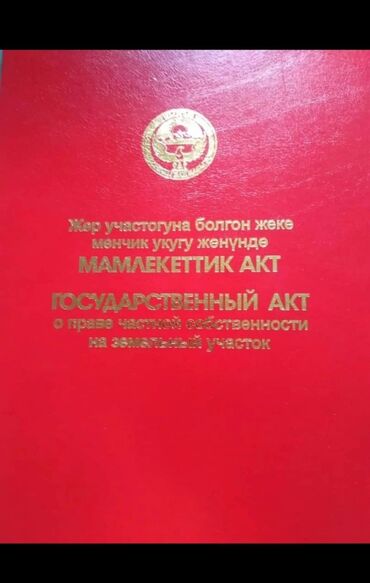 Жер участогуна болгон жеке
менчик укугу жөнүндө
МАМЛЕКЕТТИК АКТ
ГОСУДАРСТВЕННЫЙ АКТ
о праве частной собственности
на земельный участок